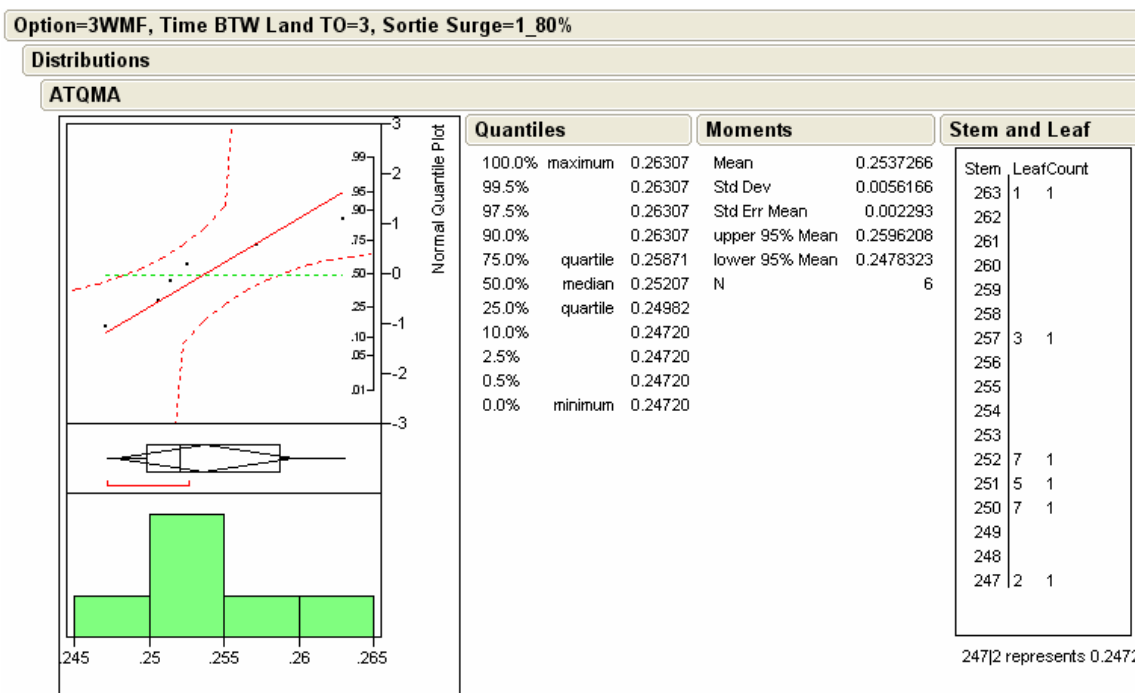 Option=3WMF, Time BTW Land TO=3, Sortie Surge=1_80%
Distributions
ATQMA
3
2
1
0
-1
-2
-3
.99
.95
.90
.75
.50
.25
.10
.05
.01
Normal Quantile Plot
.245 .25 .255 .26 .265
Quantiles
100.0% maximum 0.26307
99.5% 0.26307
97.5% 0.26307
90.0% 0.26307
75.0% quartile 0.25871
50.0% median 0.25207
25.0% quartile 0.24982
10.0% 0.24720
2.5% 0.24720
0.5% 0.24720
0.0% minimum 0.24720
Moments
Mean 0.2537266
Std Dev 0.0056166
Std Err Mean 0.002293
upper 95% Mean 0.2596208
lower 95% Mean 0.2478323
N 6
Stem and Leaf
Stem LeafCount
263 1 1
262
261
260
259
258
257 3 1
256
255
254
253
252 7 1
251 5 1
250 7 1
249
248
247 2 1
247|2 represents 0.2472